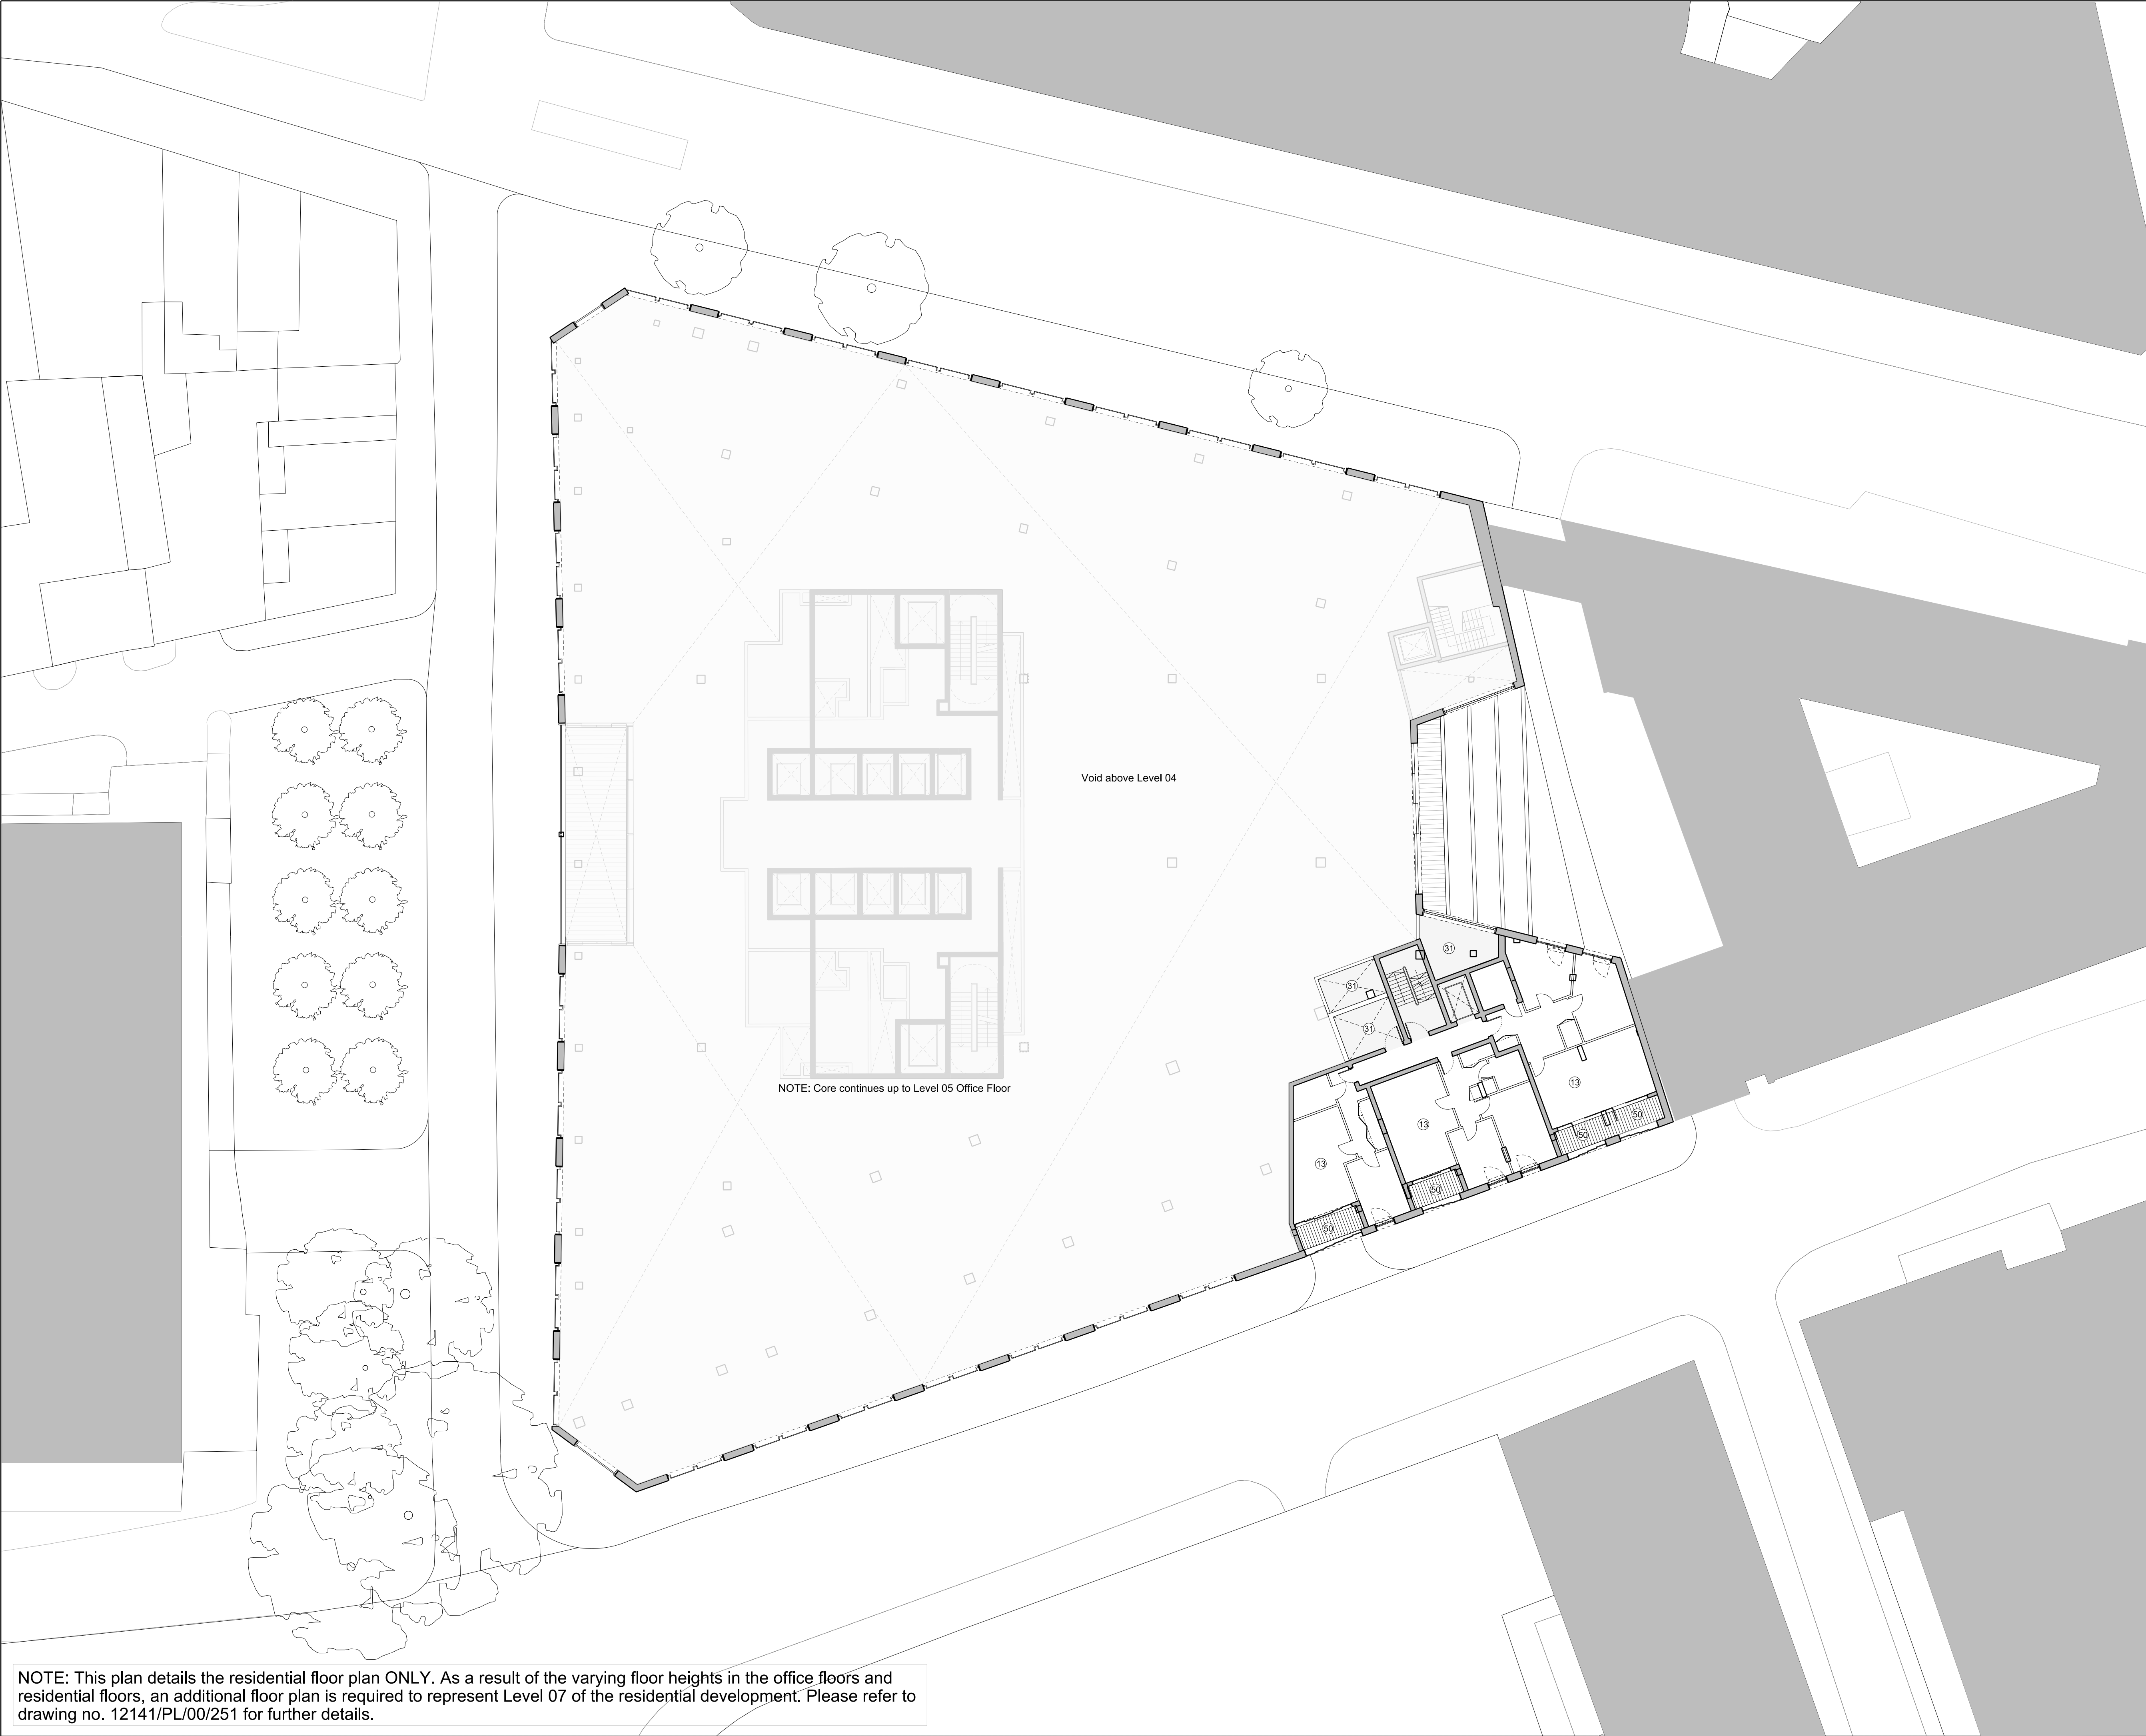 Void above Level 04
31
31
31
NOTE: Core continues up to Level 05 Office Floor
13
50
13
50
13
50
50
NOTE: This plan details the residential floor plan ONLY. As a result of the varying floor heights in the office floors and
residential floors, an additional floor plan is required to represent Level 07 of the residential development. Please refer to
drawing no. 12141/PL/00/251 for further details.